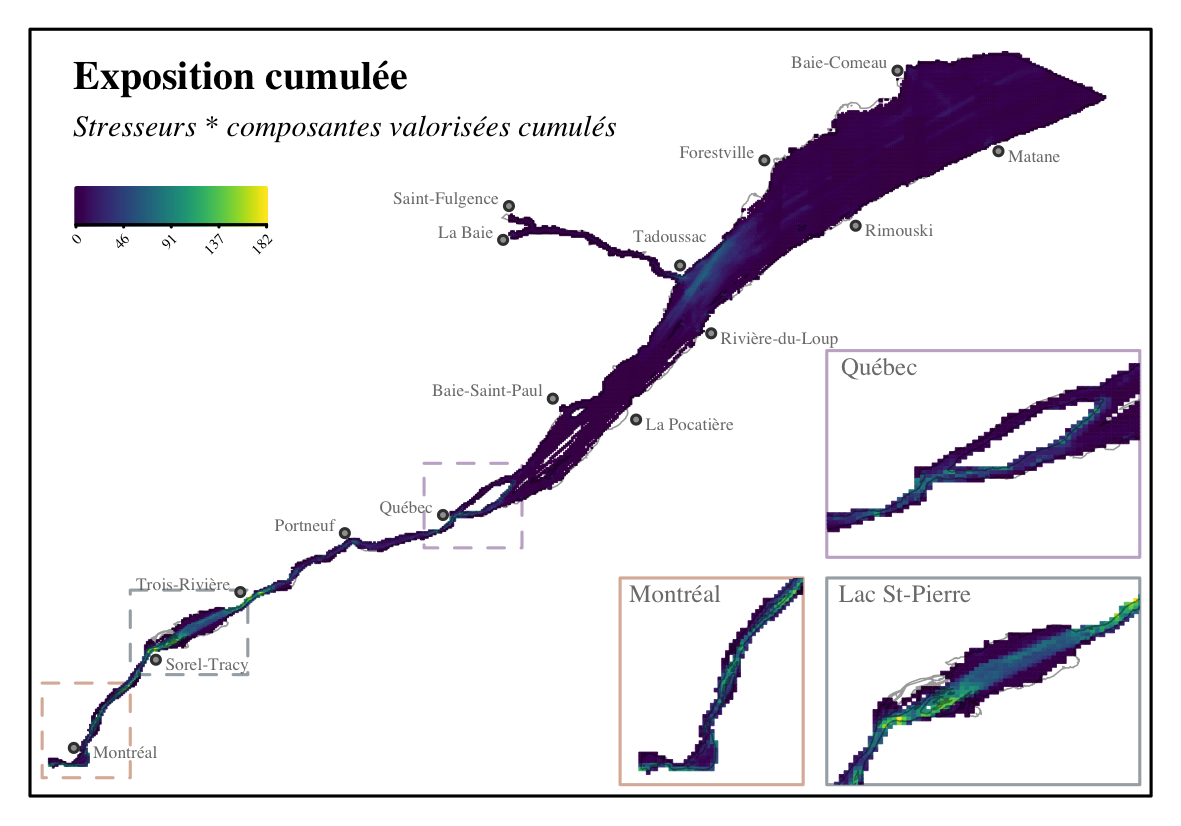 Exposition cumulée
Stresseurs * composantes valorisées cumulés
0 46 91 137 182
Baie-Comeau
Forestville
Matane
Saint-Fulgence
La Baie
Tadoussac
Rimouski
Rivière-du-Loup
Baie-Saint-Paul
La Pocatière
Québec
Portneuf
Trois-Rivière
Sorel-Tracy
Montréal
Québec
Montréal
Lac St-Pierre